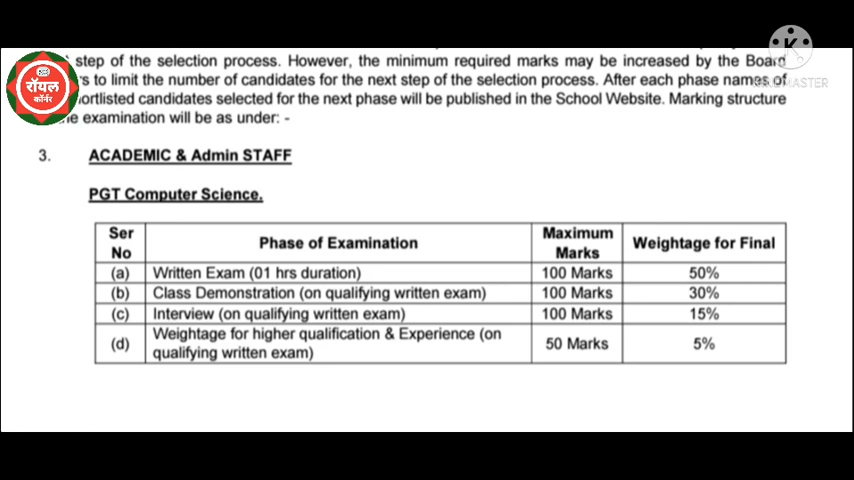 step of the selection process. However, the minimum required marks may be increased by the Board
to limit the number of candidates for the next step of the selection process. After each phase names of
candidates selected for the next phase will be published in the School Website. Marking structure
examination will be as under: -
रॉयल
कॉर्नर
K
3. ACADEMIC & Admin STAFF
PGT Computer Science.
Ser No Phase of Examination Maximum Marks Weightage for Final
(a) Written Exam (01 hrs duration) 100 Marks 50%
(b) Class Demonstration (on qualifying written exam) 100 Marks 30%
(c) Interview (on qualifying written exam) 100 Marks 15%
(d) Weightage for higher qualification & Experience (on
qualifying written exam) 50 Marks 5%